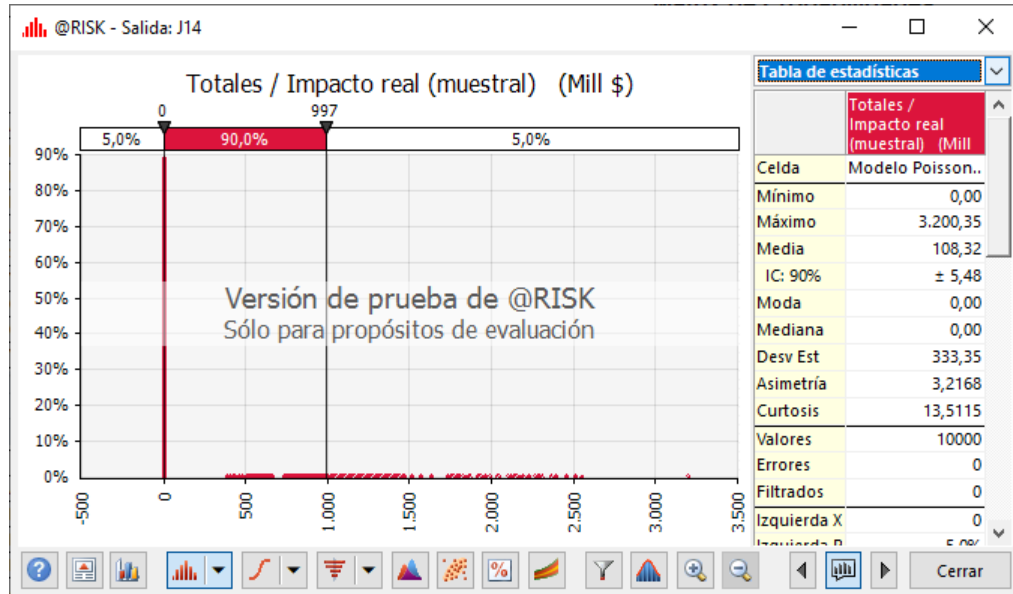 @RISK - Salida: J14
Totales / Impacto real (muestral) (Mill $)
0 997
5,0% 90,0% 5,0%
90%
80%
70%
60%
50%
40%
30%
20%
10%
0%
-500 0 500 1.000 1.500 2.000 2.500 3.000 3.500
Versión de prueba de @RISK
Sólo para propósitos de evaluación
Tabla de estadísticas
Totales /
Impacto real
(muestral) (Mill
Celda Modelo Poisson..
Mínimo 0,00
Máximo 3.200,35
Media 108,32
IC: 90% ± 5,48
Moda 0,00
Mediana 0,00
Desv Est 333,35
Asimetría 3,2168
Curtosis 13,5115
Valores 10000
Errores 0
Filtrados 0
Izquierda X 0
Izquierda P 5,0%
Cerrar